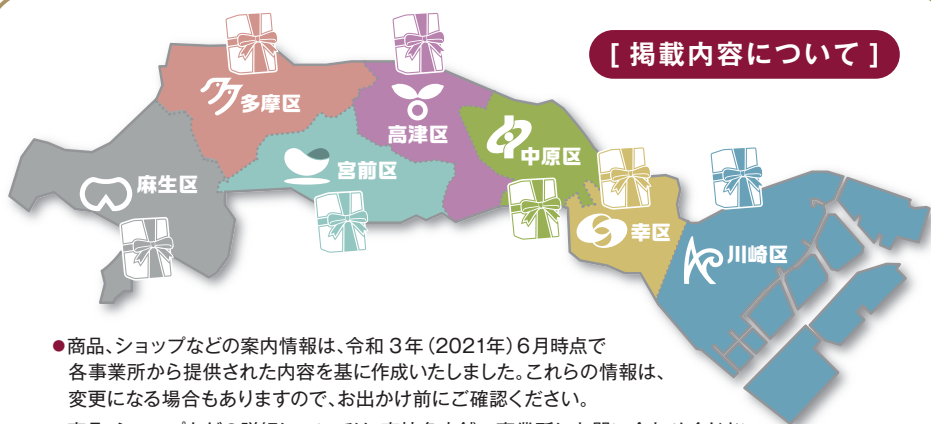 [ 掲載内容について ]
多摩区
高津区
中原区
宮前区
麻生区
幸区
川崎区
●商品、ショップなどの案内情報は、令和3年(2021年)6月時点で
各事業所から提供された内容を基に作成いたしました。これらの情報は、
変更になる場合もありますので、お出かけ前にご確認ください。